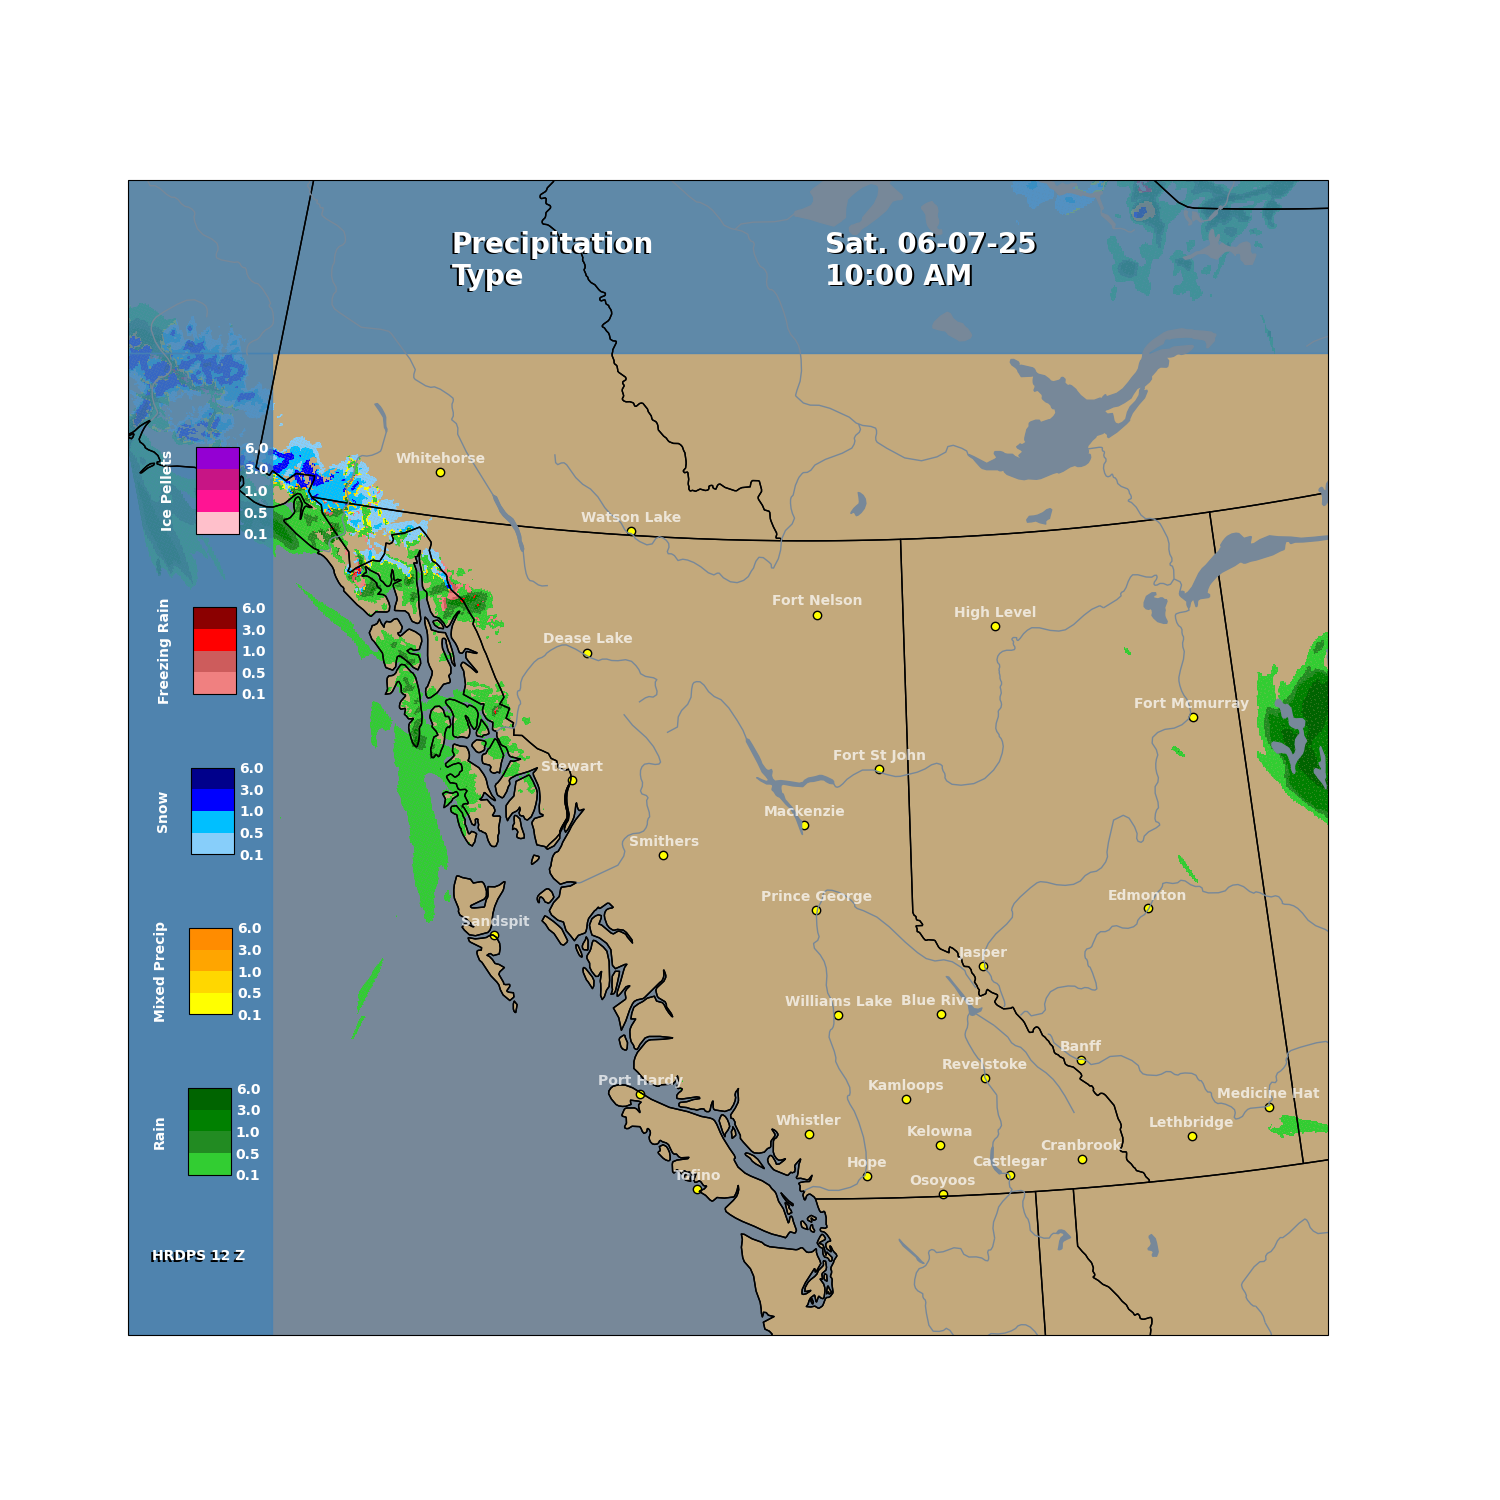 Precipitation
Type
Sat. 06-07-25
10:00 AM
Ice Pellets
6.0
3.0
1.0
0.5
0.1
Freezing Rain
6.0
3.0
1.0
0.5
0.1
Snow
6.0
3.0
1.0
0.5
0.1
Mixed Precip
6.0
3.0
1.0
0.5
0.1
Rain
6.0
3.0
1.0
0.5
0.1
HRDPS 12 Z
Whitehorse
Watson Lake
Fort Nelson
High Level
Dease Lake
Fort Mcmurray
Fort St John
Stewart
Mackenzie
Smithers
Prince George
Edmonton
Sandspit
Jasper
Williams Lake
Blue River
Banff
Revelstoke
Port Hardy
Kamloops
Medicine Hat
Whistler
Lethbridge
Kelowna
Cranbrook
Hope
Castlegar
Tofino
Osoyoos